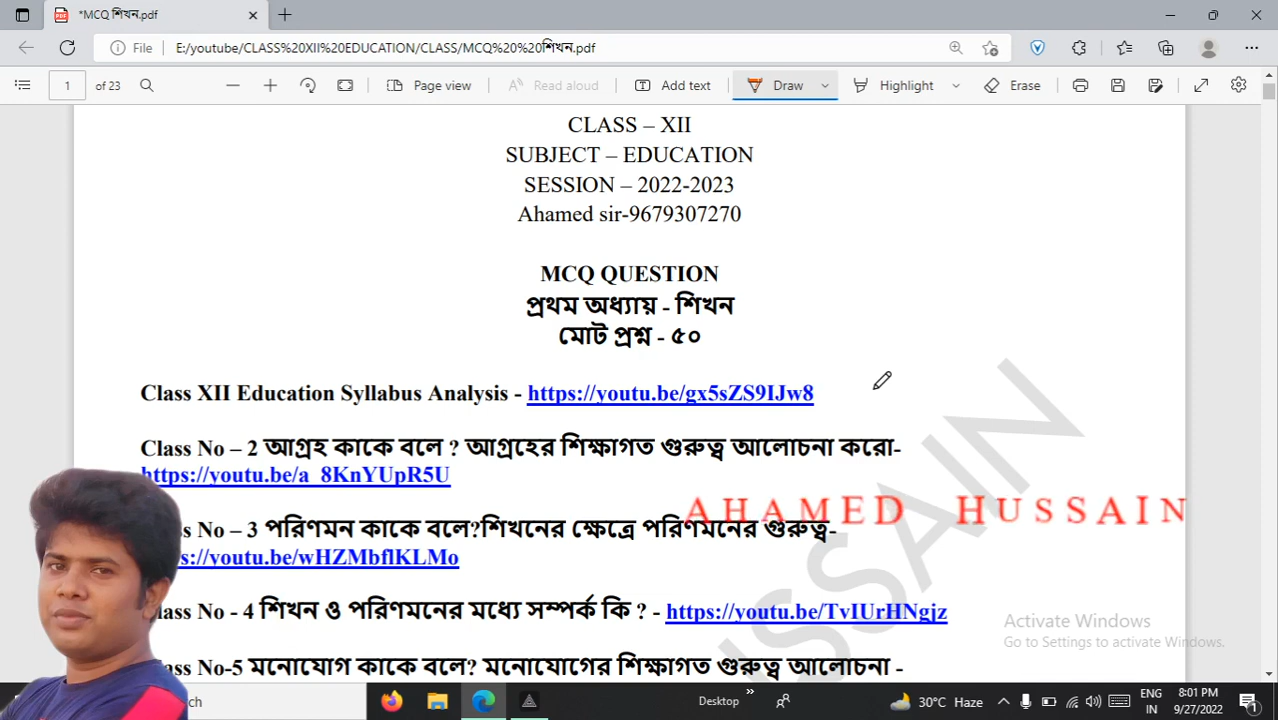 *MCQ শিখন.pdf
File E:/youtube/CLASS%20XII%20EDUCATION/CLASS/MCQ%20%20শিখন.pdf
1 of 23 Page view Read aloud Add text Draw Highlight Erase
CLASS – XII
SUBJECT – EDUCATION
SESSION – 2022-2023
Ahamed sir-9679307270
MCQ QUESTION
প্রথম অধ্যায় - শিখন
মোট প্রশ্ন - ৫০
Class XII Education Syllabus Analysis - https://youtu.be/gx5sZS9IJw8
Class No – 2 আগ্রহ কাকে বলে ? আগ্রহের শিক্ষাগত গুরুত্ব আলোচনা করো-
https://youtu.be/a_8KnYUpR5U
AHAMED HUSSAIN
No – 3 পরিণমন কাকে বলে?শিখনের ক্ষেত্রে পরিণমনের গুরুত্ব-
://youtu.be/wHZMbflKLMo
Class No - 4 শিখন ও পরিণমনের মধ্যে সম্পর্ক কি ? - https://youtu.be/TvIUrHNgjz
Class No-5 মনোযোগ কাকে বলে? মনোযোগের শিক্ষাগত গুরুত্ব আলোচনা -
USSAIN
Activate Windows
Go to Settings to activate Windows.
Desktop
30°C Haze
ENG
IN
8:01 PM
9/27/2022
1